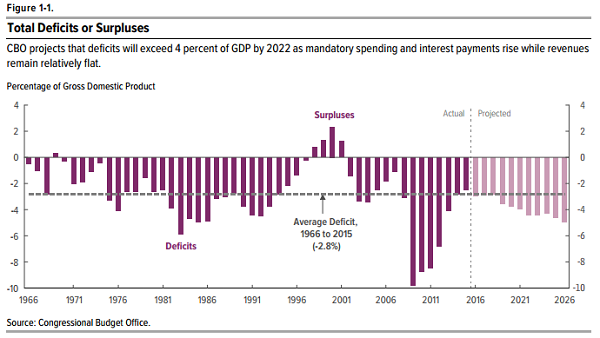 Figure 1-1.
Total Deficits or Surpluses
CBO projects that deficits will exceed 4 percent of GDP by 2022 as mandatory spending and interest payments rise while revenues
remain relatively flat.
Percentage of Gross Domestic Product
4 4
Surpluses Actual Projected
2 2
0 0
-2 -2
-4 -4
Average Deficit,
1966 to 2015
(-2.8%)
Deficits
-6 -6
-8 -8
-10 -10
1966 1971 1976 1981 1986 1991 1996 2001 2006 2011 2016 2021 2026
Source: Congressional Budget Office.